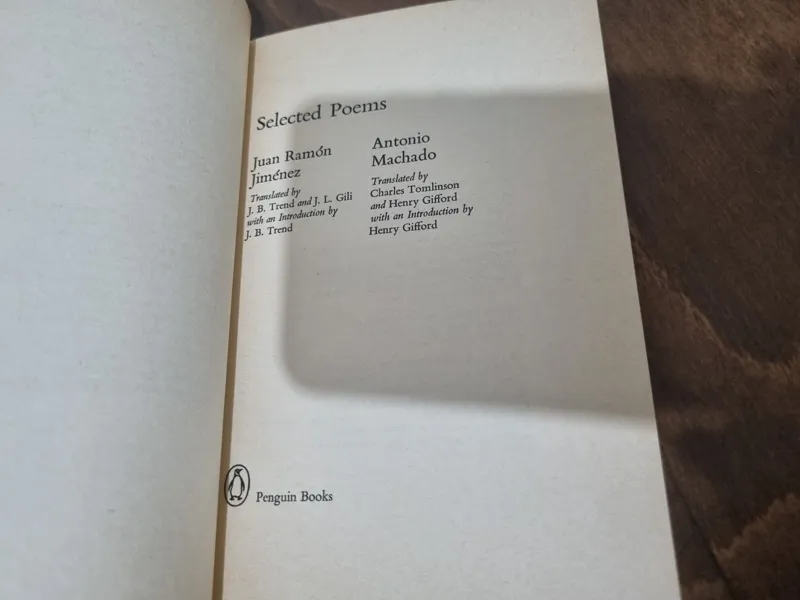 Selected Poems
Juan Ramón
Jiménez
Translated by
J. B. Trend and J. L. Gili
with an Introduction by
J. B. Trend
Antonio
Machado
Translated by
Charles Tomlinson
and Henry Gifford
with an Introduction by
Henry Gifford
Penguin Books